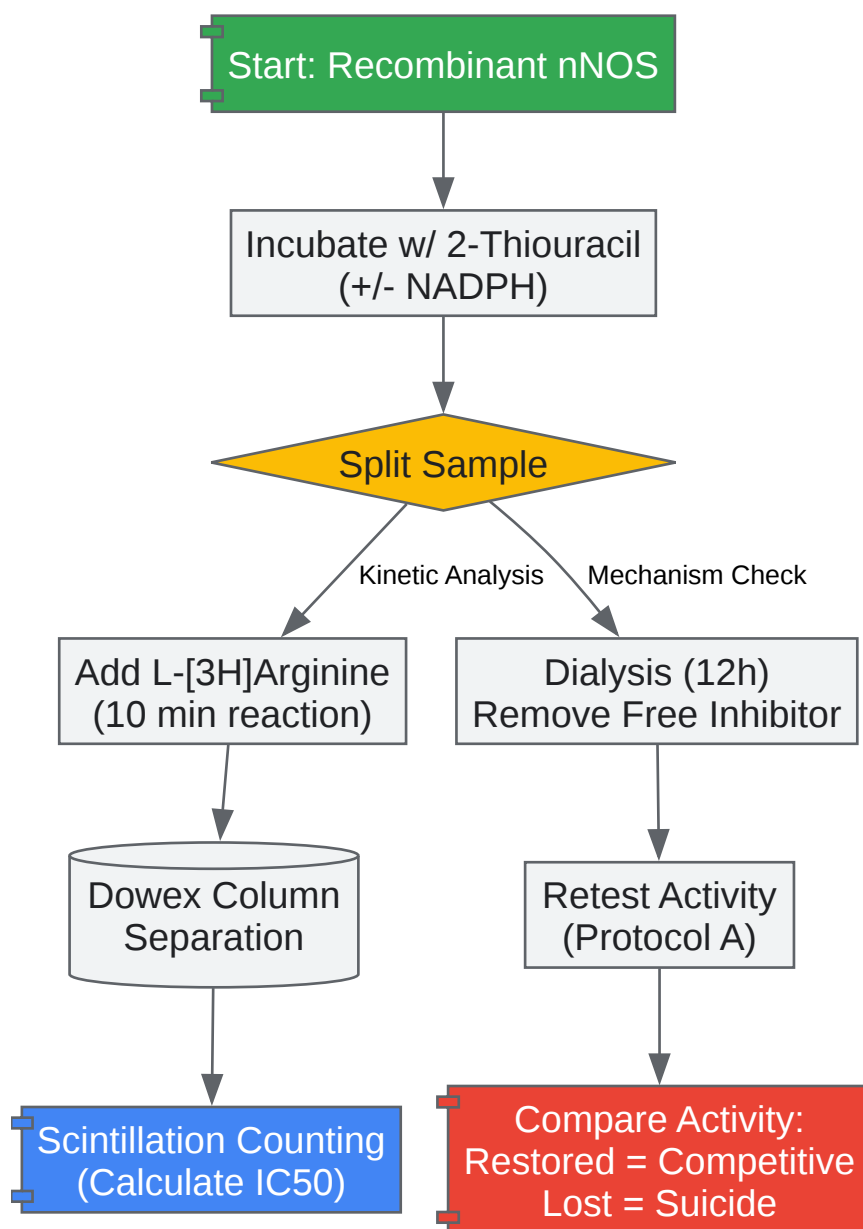 Start: Recombinant nNOS
Incubate w/ 2-Thiouracil
(+/- NADPH)
Split Sample
Kinetic Analysis
Mechanism Check
Add L-[3H]Arginine
(10 min reaction)
Dialysis (12h)
Remove Free Inhibitor
Dowex Column
Separation
Retest Activity
(Protocol A)
Scintillation Counting
(Calculate IC50)
Compare Activity:
Restored = Competitive
Lost = Suicide